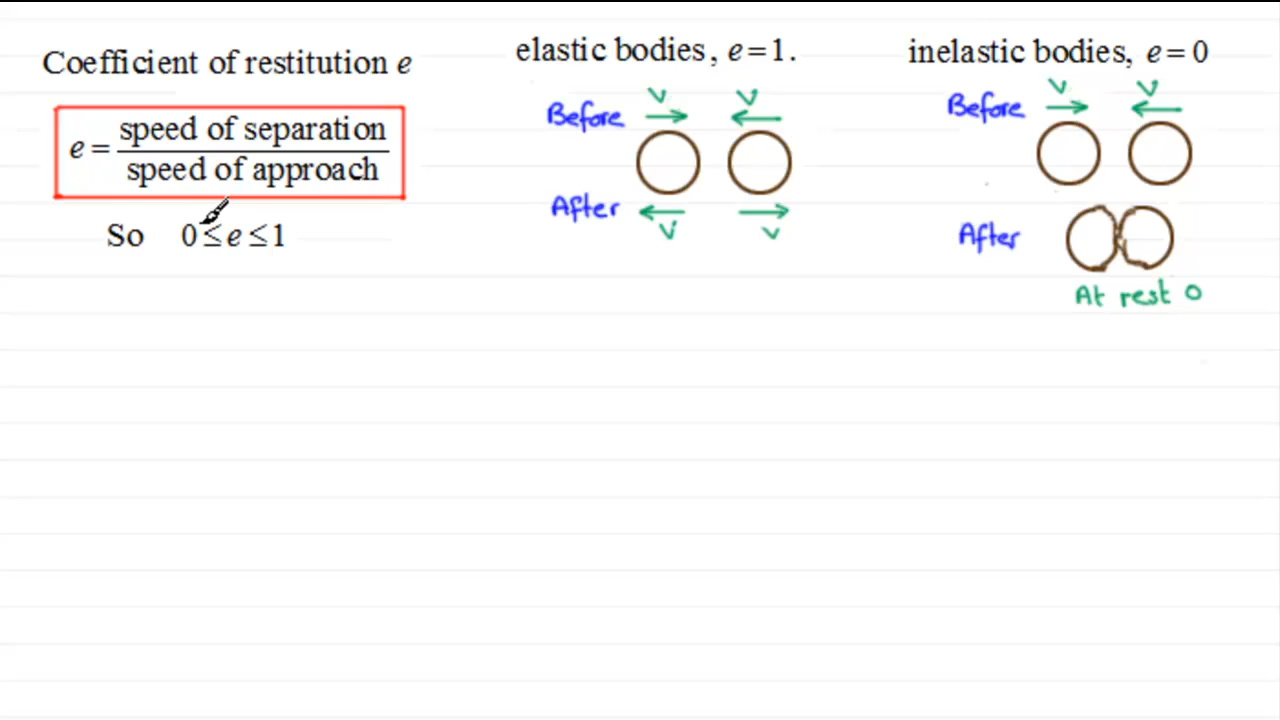 Coefficient of restitution e
e = speed of separation / speed of approach
So 0 ≤ e ≤ 1
elastic bodies, e = 1.
Before v v
After v v
inelastic bodies, e = 0
Before v v
After
At rest 0